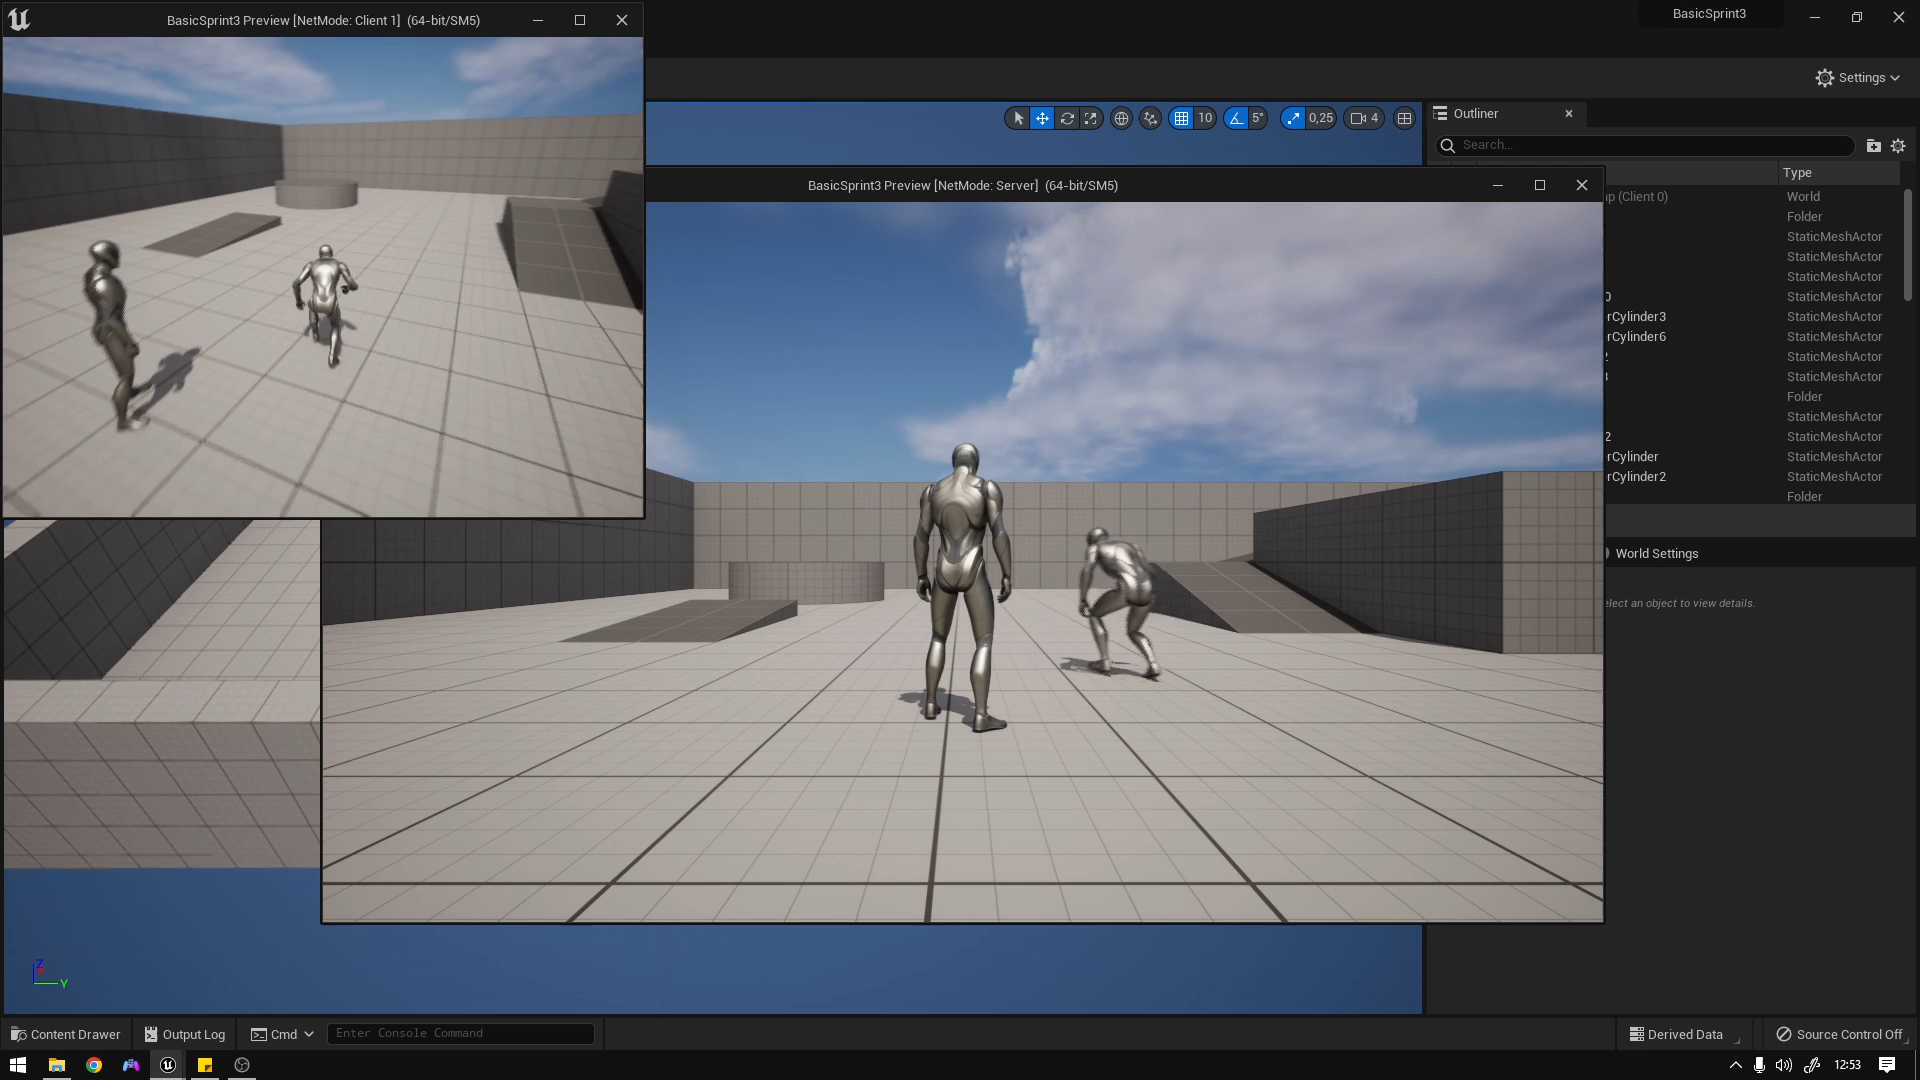 BasicSprint3 Preview [NetMode: Client 1] (64-bit/SM5)
BasicSprint3
Settings
10
5°
0,25
4
Outliner
Search...
Type
BasicSprint3 Preview [NetMode: Server] (64-bit/SM5)
(Client 0)
World
Folder
StaticMeshActor
StaticMeshActor
StaticMeshActor
StaticMeshActor
rCylinder3
StaticMeshActor
rCylinder6
StaticMeshActor
StaticMeshActor
StaticMeshActor
Folder
StaticMeshActor
2
StaticMeshActor
rCylinder
StaticMeshActor
rCylinder2
StaticMeshActor
Folder
World Settings
elect an object to view details.
Z
Y
Content Drawer
Output Log
Cmd
Enter Console Command
Derived Data
Source Control Off
12:53